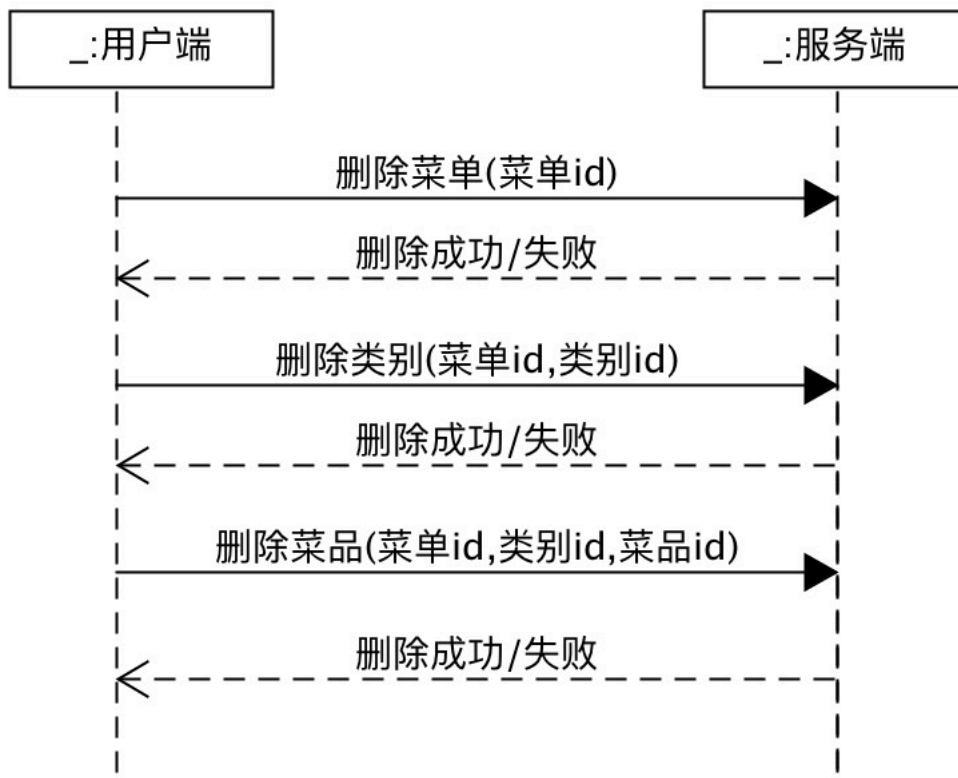 _:用户端
_:服务端
删除菜单(菜单id)
删除成功/失败
删除类别(菜单id,类别id)
删除成功/失败
删除菜品(菜单id,类别id,菜品id)
删除成功/失败